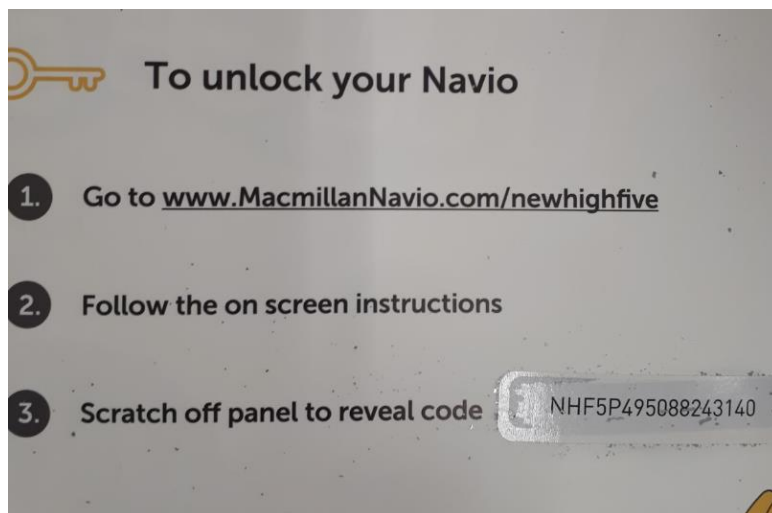 To unlock your Navio
1. Go to www.MacmillanNavio.com/newhighfive
2. Follow the on screen instructions
3. Scratch off panel to reveal code NHF5P495088243140